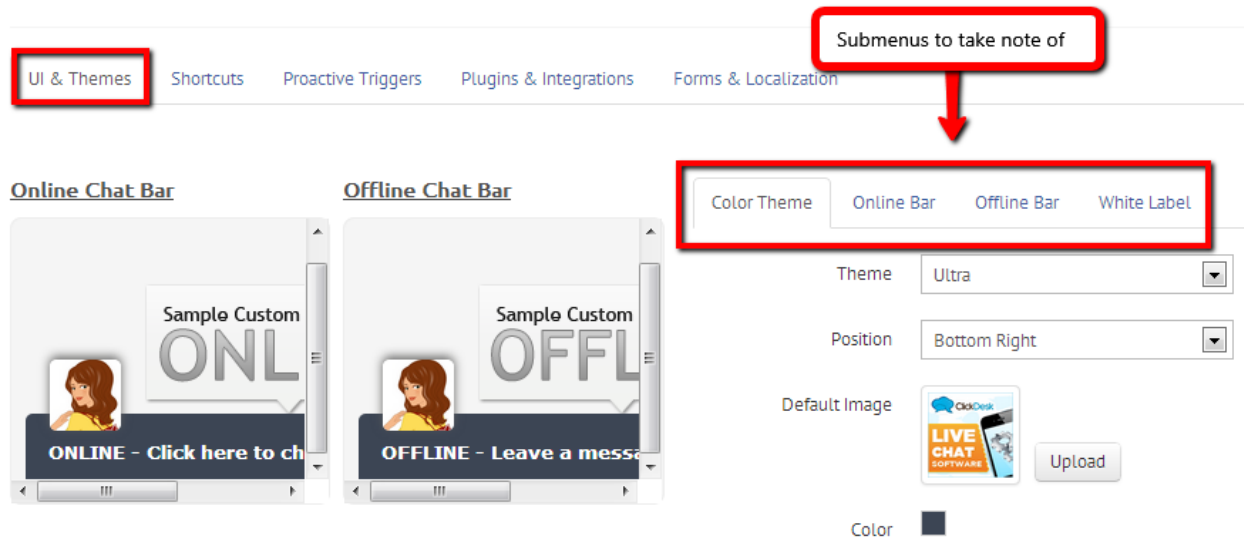 Submenus to take note of
UI & Themes
Shortcuts
Proactive Triggers
Plugins & Integrations
Forms & Localization
Online Chat Bar
Sample Custom
ONL
ONLINE - Click here to ch
Offline Chat Bar
Sample Custom
OFFL
OFFLINE - Leave a messa
Color Theme
Online Bar
Offline Bar
White Label
Theme
Ultra
Position
Bottom Right
Default Image
ClickDesk
LIVE
CHAT
SOFTWARE
Upload
Color